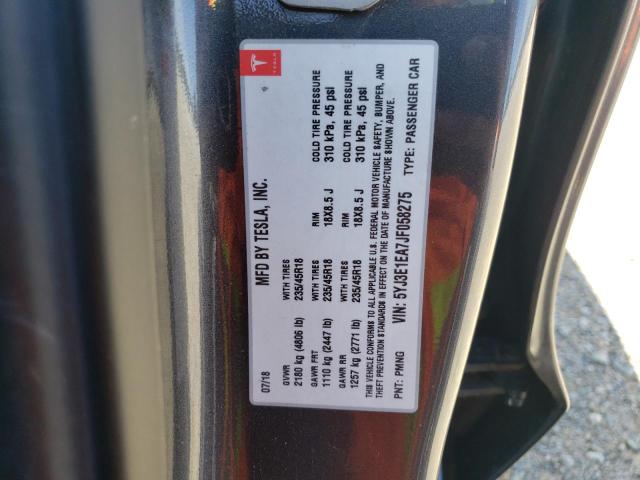 TESLA
07/18 MFD BY TESLA, INC.
GVWR WITH TIRES RIM COLD TIRE PRESSURE
2180 kg (4806 lb) 235/45R18 18X8.5 J 310 kPa, 45 psi
GAWR FRT WITH TIRES RIM COLD TIRE PRESSURE
1110 kg (2447 lb) 235/45R18 18X8.5 J 310 kPa, 45 psi
GAWR RR
1257 kg (2771 lb) 235/45R18
THIS VEHICLE CONFORMS TO ALL APPLICABLE U.S. FEDERAL MOTOR VEHICLE SAFETY, BUMPER, AND
THEFT PREVENTION STANDARDS IN EFFECT ON THE DATE OF MANUFACTURE SHOWN ABOVE.
PNT: PMNG VIN: 5YJ3E1EA7JF058275 TYPE: PASSENGER CAR